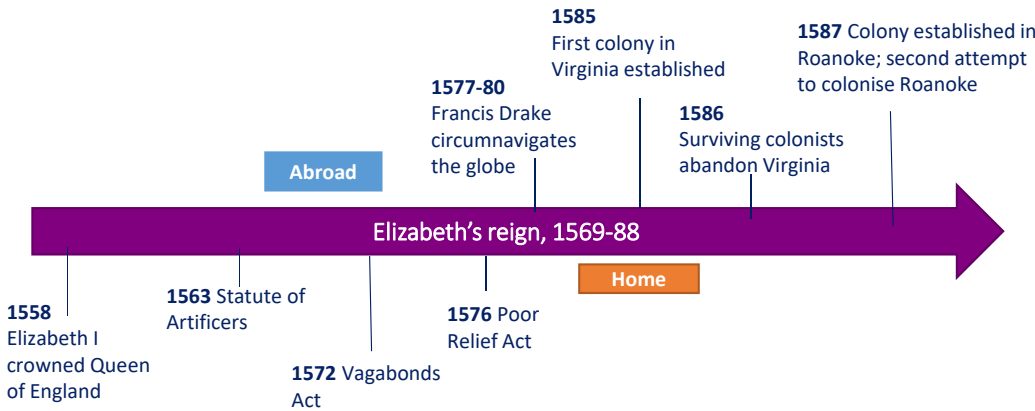 1585
First colony in
Virginia established
1587 Colony established in
Roanoke; second attempt
to colonise Roanoke
1577-80
Francis Drake
circumnavigates
the globe
1586
Surviving colonists
abandon Virginia
Abroad
Elizabeth's reign, 1569-88
Home
1558
Elizabeth I
crowned Queen
of England
1563 Statute of
Artificers
1572 Vagabonds
Act
1576 Poor
Relief Act